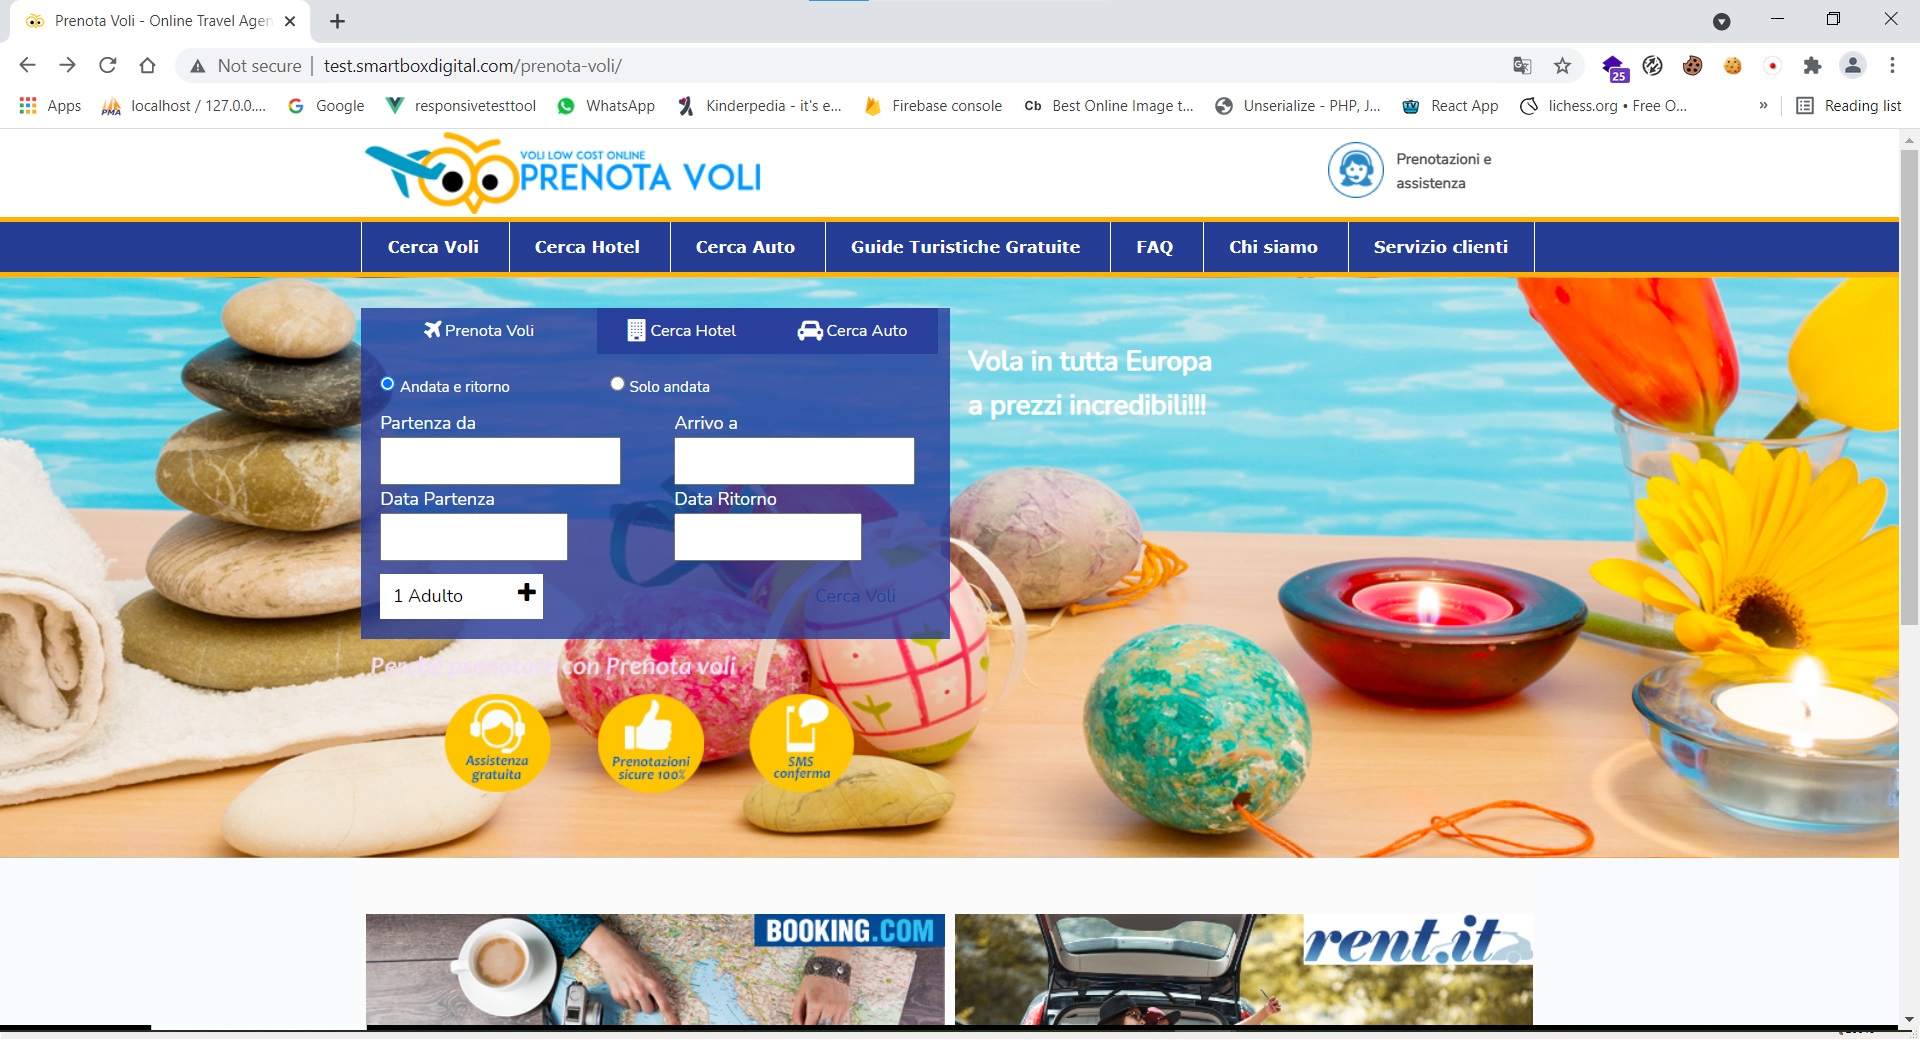 Prenota Voli - Online Travel Agen
Not secure
test.smartboxdigital.com/prenota-voli/
25
Apps
PMA
localhost / 127.0.0....
Google
responsivetesttool
WhatsApp
Kinderpedia - it's e...
Firebase console
Cb
Best Online Image t...
Unserialize - PHP, J...
React App
lichess.org • Free O...
»
Reading list
VOLI LOW COST ONLINE
PRENOTA VOLI
Prenotazioni e
assistenza
Cerca Voli
Cerca Hotel
Cerca Auto
Guide Turistiche Gratuite
FAQ
Chi siamo
Servizio clienti
Prenota Voli
Cerca Hotel
Cerca Auto
Andata e ritorno
Solo andata
Partenza da
Arrivo a
Data Partenza
Data Ritorno
1 Adulto
Cerca Voli
Vola in tutta Europa
a prezzi incredibili!!!
Perchè prenotare con Prenota voli
Assistenza
gratuita
Prenotazioni
sicure 100%
SMS
conferma
BOOKING.COM
rent.it